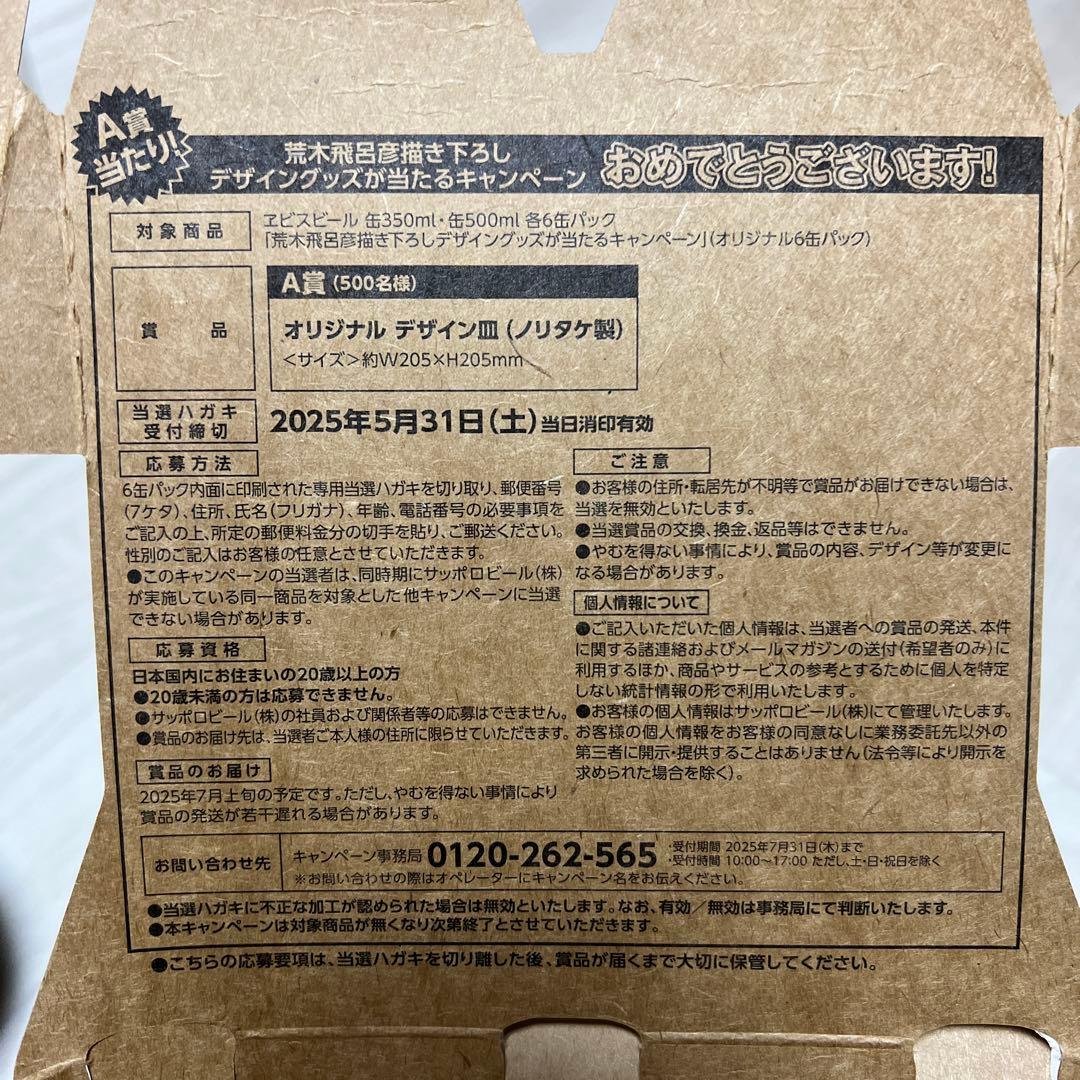 A賞
当たり!
荒木飛呂彦描き下ろし
デザイングッズが当たるキャンペーン
おめでとうございます!
対象商品
ヱビスビール 缶350ml・缶500ml 各6缶パック
「荒木飛呂彦描き下ろしデザイングッズが当たるキャンペーン」(オリジナル6缶パック)
賞品
A賞(500名様)
オリジナル デザイン皿(ノリタケ製)
<サイズ>約W205×H205mm
当選ハガキ
受付締切
2025年5月31日(土)当日消印有効
応募方法
6缶パック内面に印刷された専用当選ハガキを切り取り、郵便番号
(7ケタ)、住所、氏名(フリガナ)、年齢、電話番号の必要事項を
ご記入の上、所定の郵便料金分の切手を貼り、ご郵送ください。
性別のご記入はお客様の任意とさせていただきます。
●このキャンペーンの当選者は、同時期にサッポロビール(株)
が実施している同一商品を対象とした他キャンペーンに当選
できない場合があります。
応募資格
日本国内にお住まいの20歳以上の方
●20歳未満の方は応募できません。
●サッポロビール(株)の社員および関係者等の応募はできません。
●賞品のお届け先は、当選者ご本人様の住所に限らせていただきます。
賞品のお届け
2025年7月上旬の予定です。ただし、やむを得ない事情により
賞品の発送が若干遅れる場合があります。
ご注意
●お客様の住所・転居先が不明等で賞品がお届けできない場合は、
当選を無効といたします。
●当選賞品の交換、換金、返品等はできません。
●やむを得ない事情により、賞品の内容、デザイン等が変更に
なる場合があります。
個人情報について
●ご記入いただいた個人情報は、当選者への賞品の発送、本件
に関する諸連絡およびメールマガジンの送付(希望者のみ)に
利用するほか、商品やサービスの参考とするために個人を特定
しない統計情報の形で利用いたします。
●お客様の個人情報はサッポロビール(株)にて管理いたします。
お客様の個人情報をお客様の同意なしに業務委託先以外の
第三者に開示・提供することはありません(法令等により開示を
求められた場合を除く)。
お問い合わせ先
キャンペーン事務局 0120-262-565
・受付期間 2025年7月31日(木)まで
・受付時間 10:00~17:00 ただし、土・日・祝日を除く
※お問い合わせの際はオペレーターにキャンペーン名をお伝えください。
●当選ハガキに不正な加工が認められた場合は無効といたします。なお、有効/無効は事務局にて判断いたします。
●本キャンペーンは対象商品が無くなり次第終了とさせていただきます。
●こちらの応募要項は、当選ハガキを切り離した後、賞品が届くまで大切に保管してください。